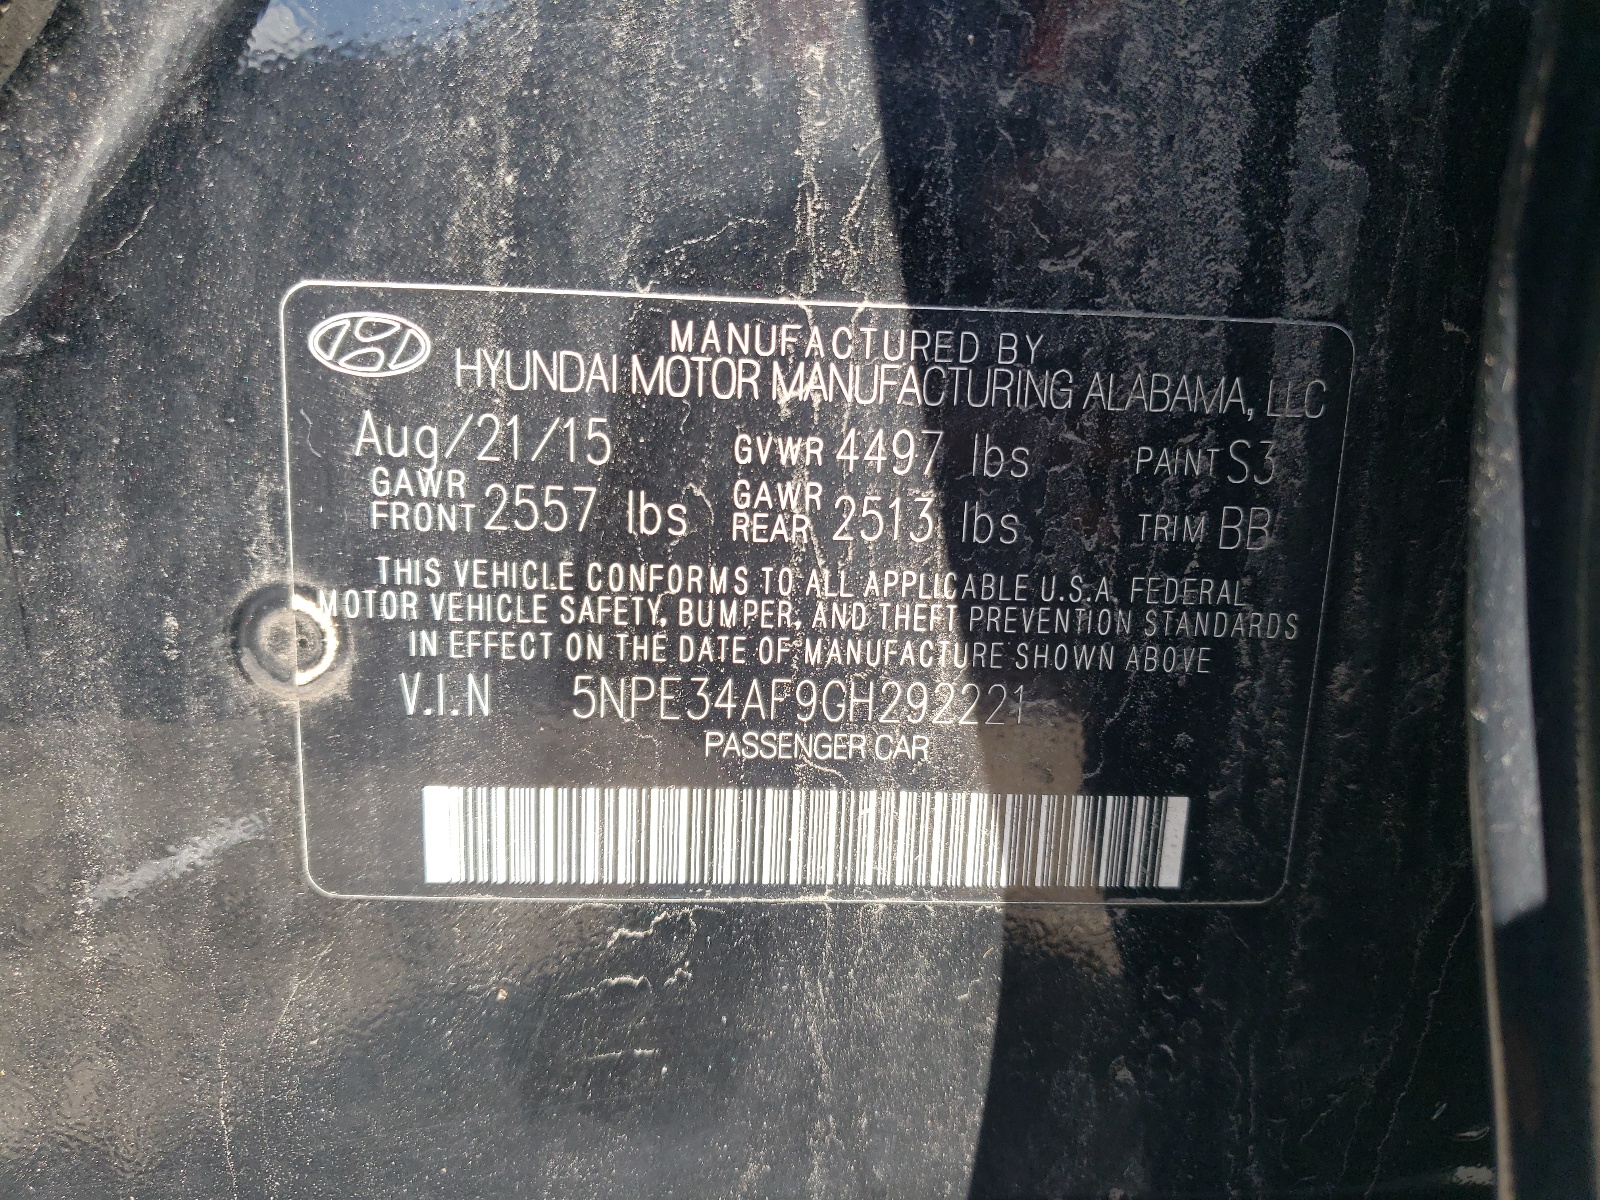 MANUFACTURED BY
HYUNDAI MOTOR MANUFACTURING ALABAMA, LLC
Aug/21/15 GVWR 4497 lbs PAINT S3
GAWR FRONT 2557 lbs GAWR REAR 2513 lbs TRIM BB
THIS VEHICLE CONFORMS TO ALL APPLICABLE U.S.A. FEDERAL
MOTOR VEHICLE SAFETY, BUMPER, AND THEFT PREVENTION STANDARDS
IN EFFECT ON THE DATE OF MANUFACTURE SHOWN ABOVE
V.I.N 5NPE34AF9GH292221
PASSENGER CAR